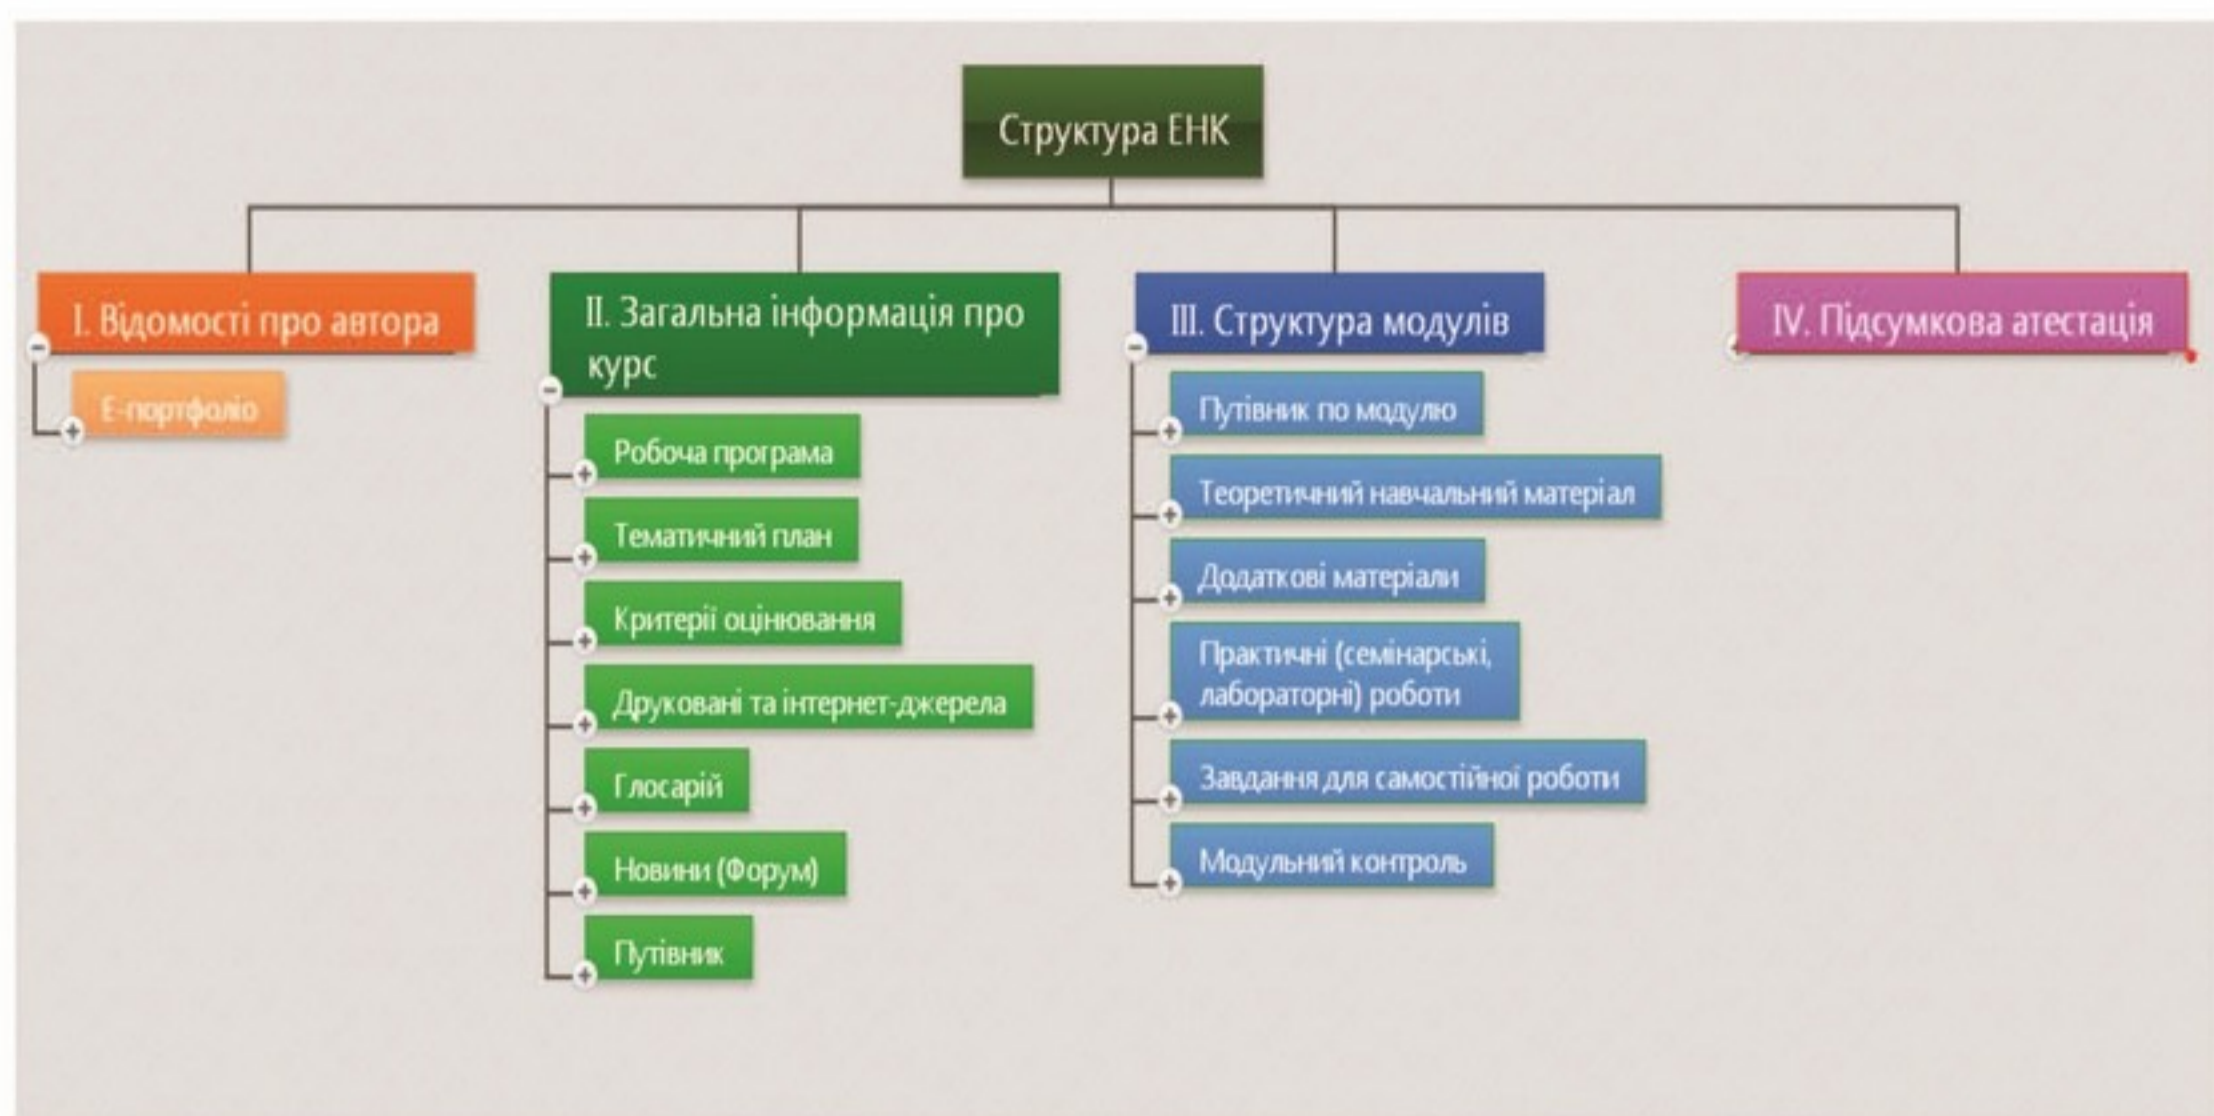 Структура ЕНК
I. Відомості про автора
Е-портфоліо
II. Загальна інформація про
курс
Робоча програма
Тематичний план
Критерії оцінювання
Друковані та інтернет-джерела
Глосарій
Новини (Форум)
Путівник
III. Структура модулів
Путівник по модулю
Теоретичний навчальний матеріал
Додаткові матеріали
Практичні (семінарські,
лабораторні) роботи
Завдання для самостійної роботи
Модульний контроль
IV. Підсумкова атестація